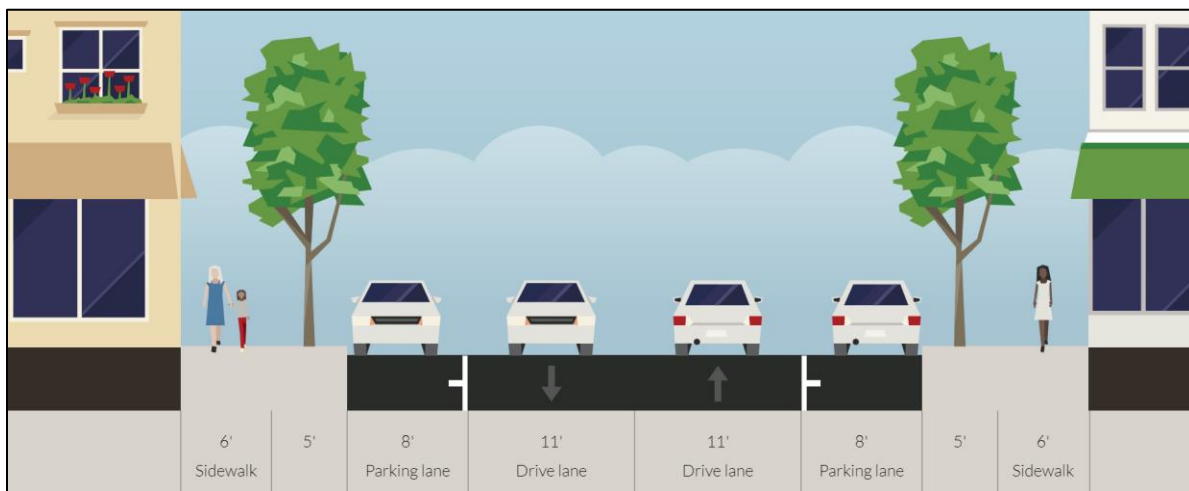 6' 5' 8' 11' 11' 8' 5' 6'
Sidewalk Parking lane Drive lane Drive lane Parking lane Sidewalk